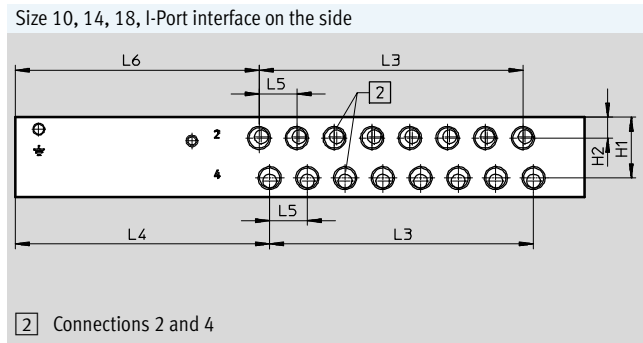 Size 10, 14, 18, I-Port interface on the side
L6 L3
L5 2
2
H2 H1
4
L5
L4 L3
2 Connections 2 and 4